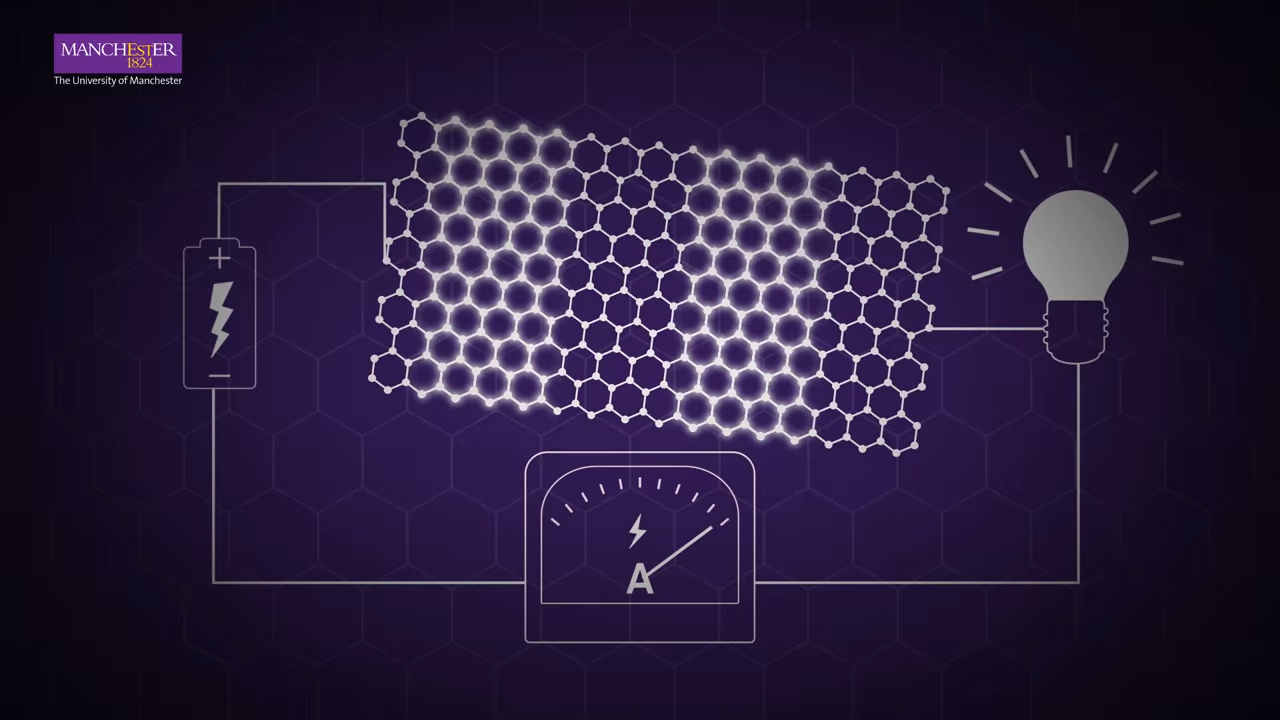 MANCHESTER
1824
The University of Manchester
+
−
A